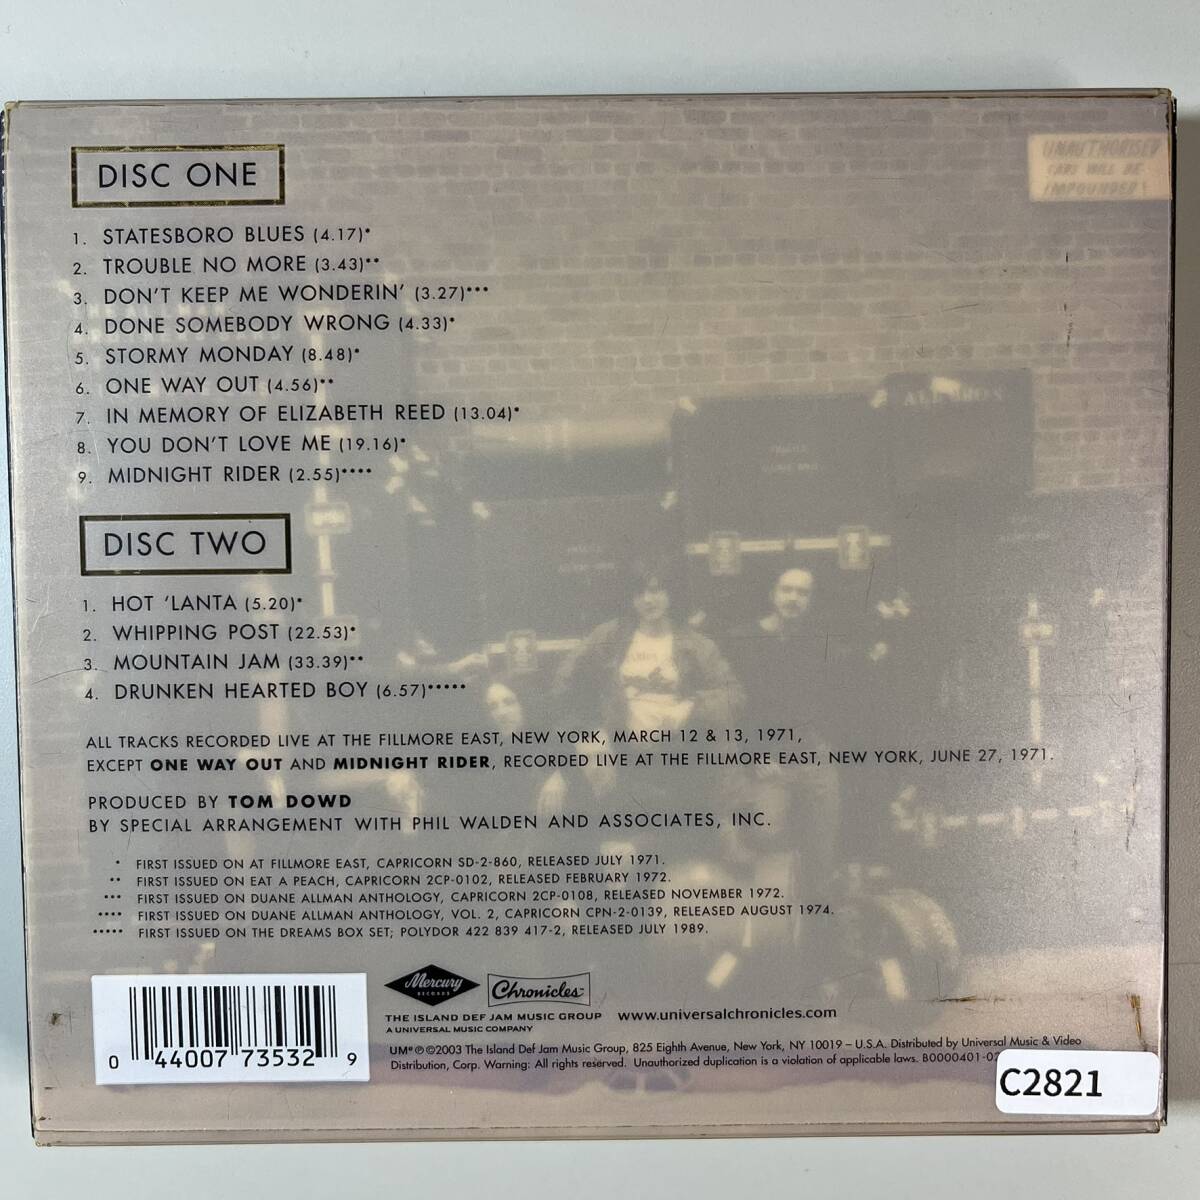 UNAUTHORISED
CARS WILL BE
IMPOUNDED!
DISC ONE
1. STATESBORO BLUES (4.17)*
2. TROUBLE NO MORE (3.43)**
3. DON'T KEEP ME WONDERIN' (3.27)***
4. DONE SOMEBODY WRONG (4.33)*
5. STORMY MONDAY (8.48)*
6. ONE WAY OUT (4.56)**
7. IN MEMORY OF ELIZABETH REED (13.04)*
8. YOU DON'T LOVE ME (19.16)*
9. MIDNIGHT RIDER (2.55)****
DISC TWO
1. HOT 'LANTA (5.20)*
2. WHIPPING POST (22.53)*
3. MOUNTAIN JAM (33.39)**
4. DRUNKEN HEARTED BOY (6.57)*****
ALL TRACKS RECORDED LIVE AT THE FILLMORE EAST, NEW YORK, MARCH 12 & 13, 1971,
EXCEPT ONE WAY OUT AND MIDNIGHT RIDER, RECORDED LIVE AT THE FILLMORE EAST, NEW YORK, JUNE 27, 1971.
PRODUCED BY TOM DOWD
BY SPECIAL ARRANGEMENT WITH PHIL WALDEN AND ASSOCIATES, INC.
* FIRST ISSUED ON AT FILLMORE EAST, CAPRICORN SD-2-860, RELEASED JULY 1971.
** FIRST ISSUED ON EAT A PEACH, CAPRICORN 2CP-0102, RELEASED FEBRUARY 1972.
*** FIRST ISSUED ON DUANE ALLMAN ANTHOLOGY, CAPRICORN 2CP-0108, RELEASED NOVEMBER 1972.
**** FIRST ISSUED ON DUANE ALLMAN ANTHOLOGY, VOL. 2, CAPRICORN CPN-2-0139, RELEASED AUGUST 1974.
***** FIRST ISSUED ON THE DREAMS BOX SET; POLYDOR 422 839 417-2, RELEASED JULY 1989.
0 44007 73532 9
Mercury
RECORDS
Chronicles
THE ISLAND DEF JAM MUSIC GROUP www.universalchronicles.com
A UNIVERSAL MUSIC COMPANY
UM® ℗©2003 The Island Def Jam Music Group, 825 Eighth Avenue, New York, NY 10019 – U.S.A. Distributed by Universal Music & Video
Distribution, Corp. Warning: All rights reserved. Unauthorized duplication is a violation of applicable laws. B0000401-0
C2821